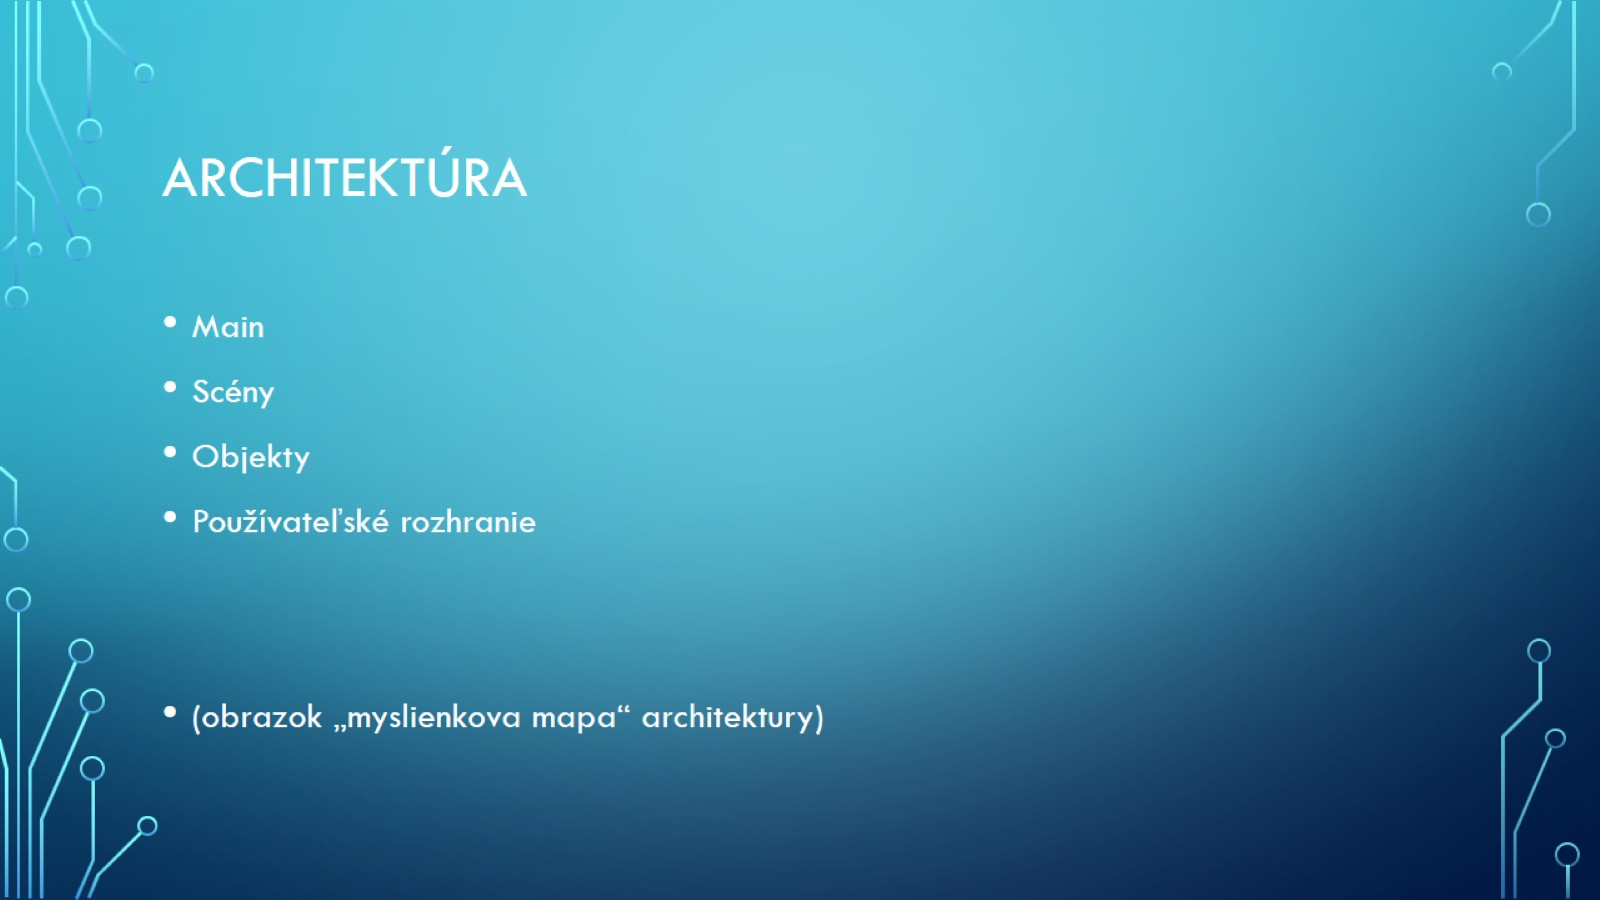 ARCHITEKTÚRA
• Main
• Scény
• Objekty
• Používateľské rozhranie
• (obrazok „myslienkova mapa“ architektury)